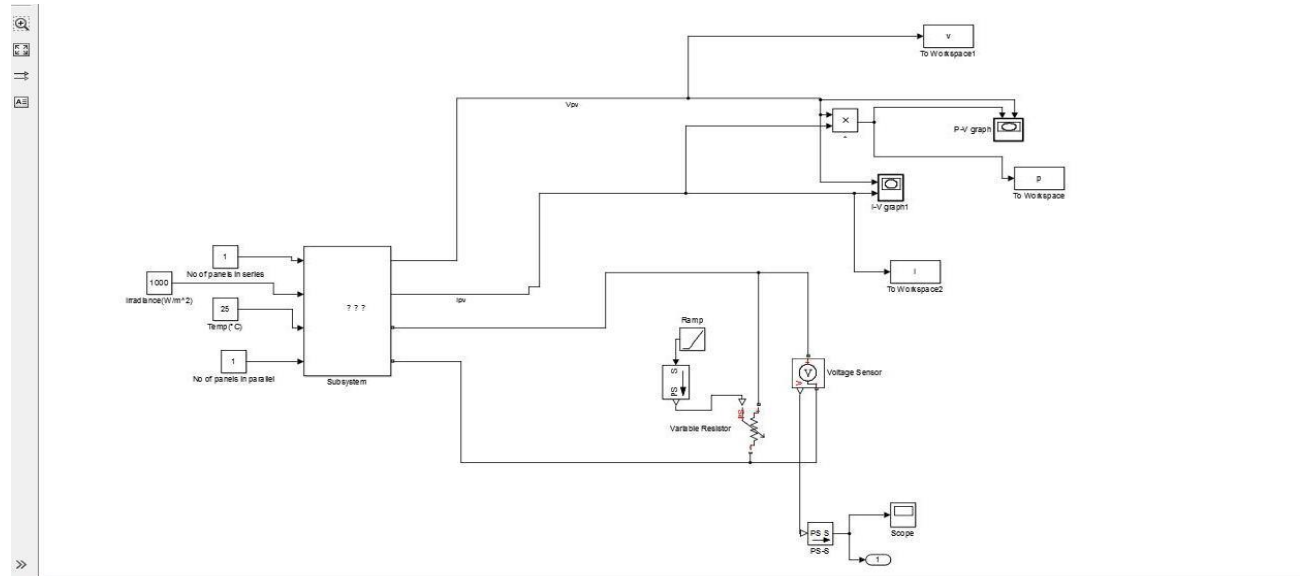 v
To Workspace1
Vpv
×
P-V graph
p
To Workspace
I-V graph1
1
No of panels in series
1000
Irradiance(W/m^2)
? ? ?
I
To Workspace2
Ipv
25
Temp(°C)
Ramp
1
No of panels in parallel
Subsystem
PS S
V
Voltage Sensor
Variable Resistor
PS S
PS-S
Scope
1